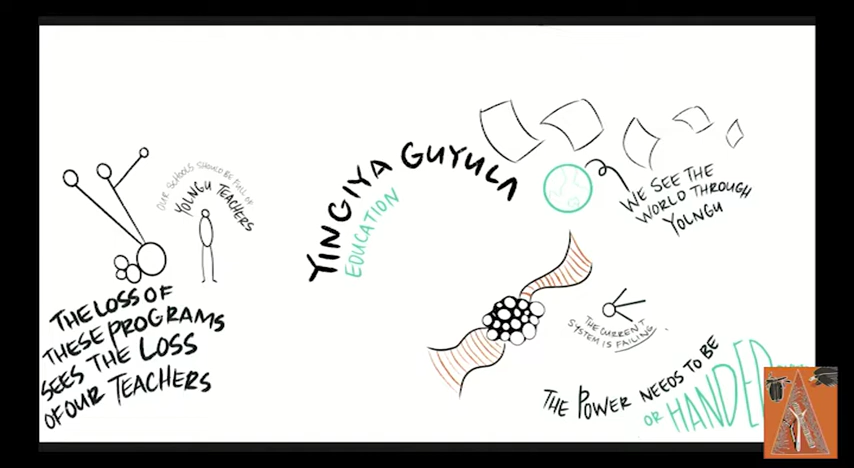 YINGIYA GUYULA
EDUCATION
OUR SCHOOLS SHOULD BE FULL OF
YOLNGU TEACHERS
THE LOSS OF
THESE PROGRAMS
SEES THE LOSS
OF OUR TEACHERS
WE SEE THE
WORLD THROUGH
YOLNGU
THE CURRENT
SYSTEM IS FAILING
THE POWER NEEDS TO BE
OR HANDED